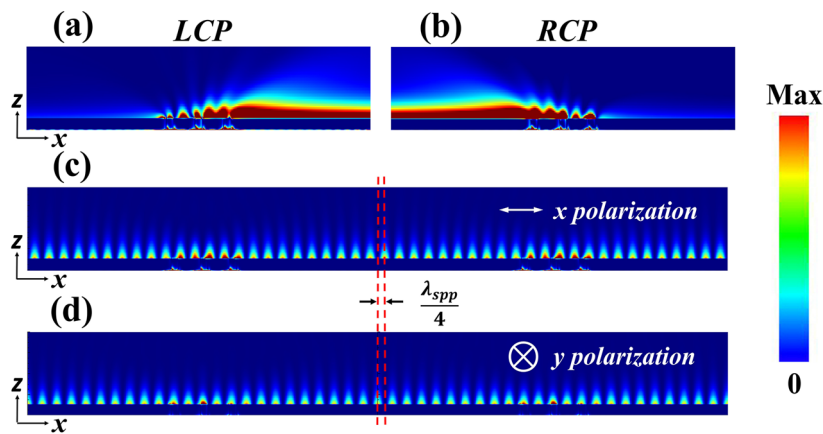 (a) LCP
(b) RCP
Max
z
x
z
x
(c)
x polarization
z
x
λspp
4
(d)
y polarization
z
x
0